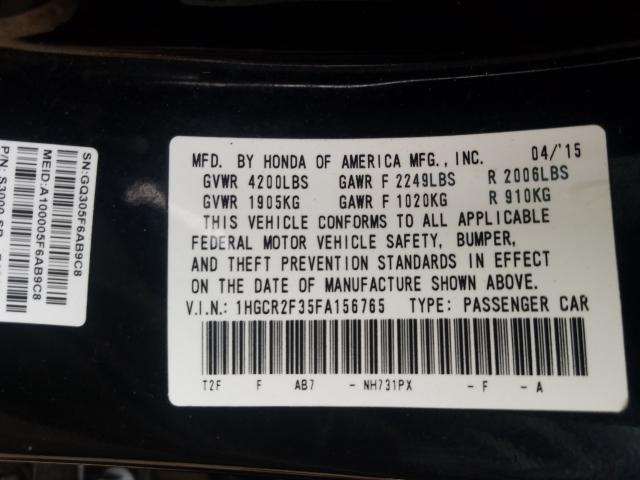 MFD. BY HONDA OF AMERICA MFG., INC. 04/'15
GVWR 4200LBS GAWR F 2249LBS R 2006LBS
GVWR 1905KG GAWR F 1020KG R 910KG
THIS VEHICLE CONFORMS TO ALL APPLICABLE
FEDERAL MOTOR VEHICLE SAFETY, BUMPER,
AND THEFT PREVENTION STANDARDS IN EFFECT
ON THE DATE OF MANUFACTURE SHOWN ABOVE.
V.I.N.: 1HGCR2F35FA156765 TYPE: PASSENGER CAR
T2F F AB7 - NH731PX - F - A
SN:GQ305F6AB9C8
MEID:A100005F6AB9C8
P/N: S3000